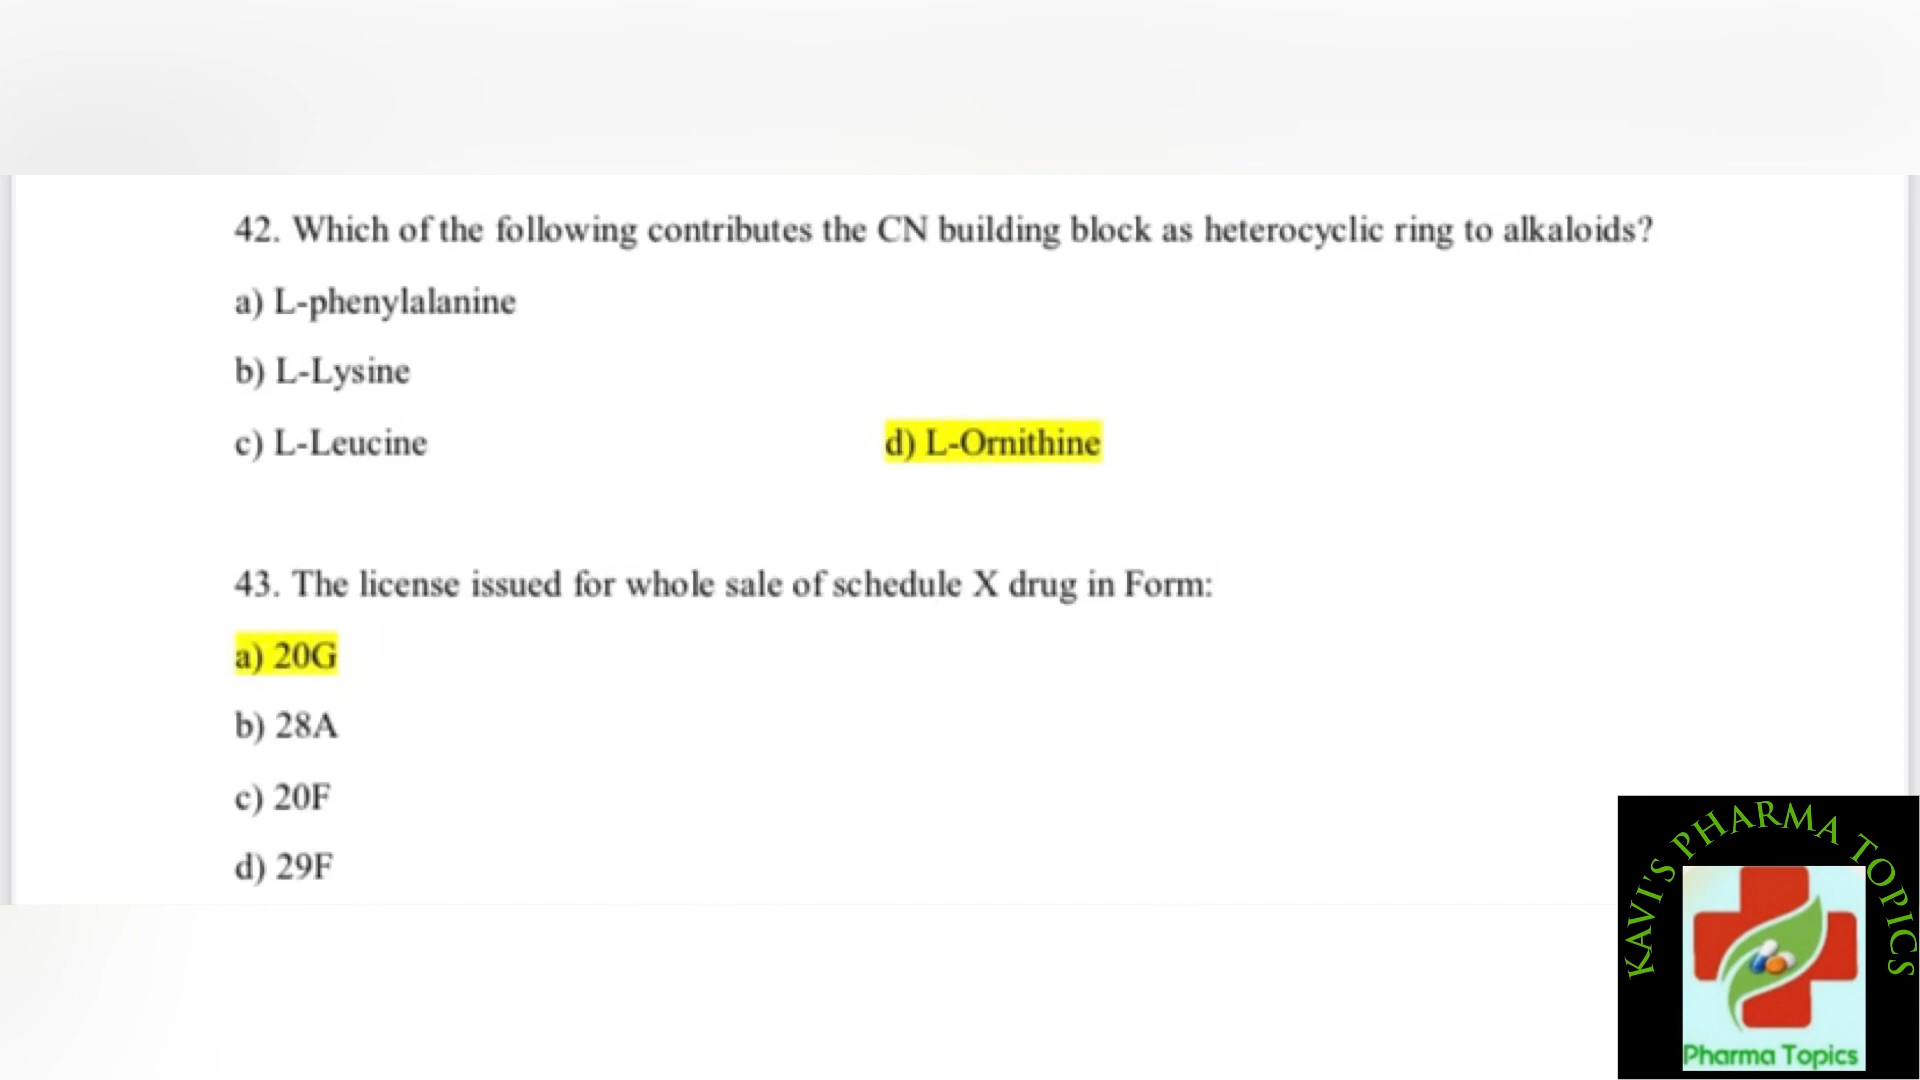 42. Which of the following contributes the CN building block as heterocyclic ring to alkaloids?
a) L-phenylalanine
b) L-Lysine
c) L-Leucine d) L-Ornithine
43. The license issued for whole sale of schedule X drug in Form:
a) 20G
b) 28A
c) 20F
d) 29F
KAVI'S PHARMA TOPICS
Pharma Topics